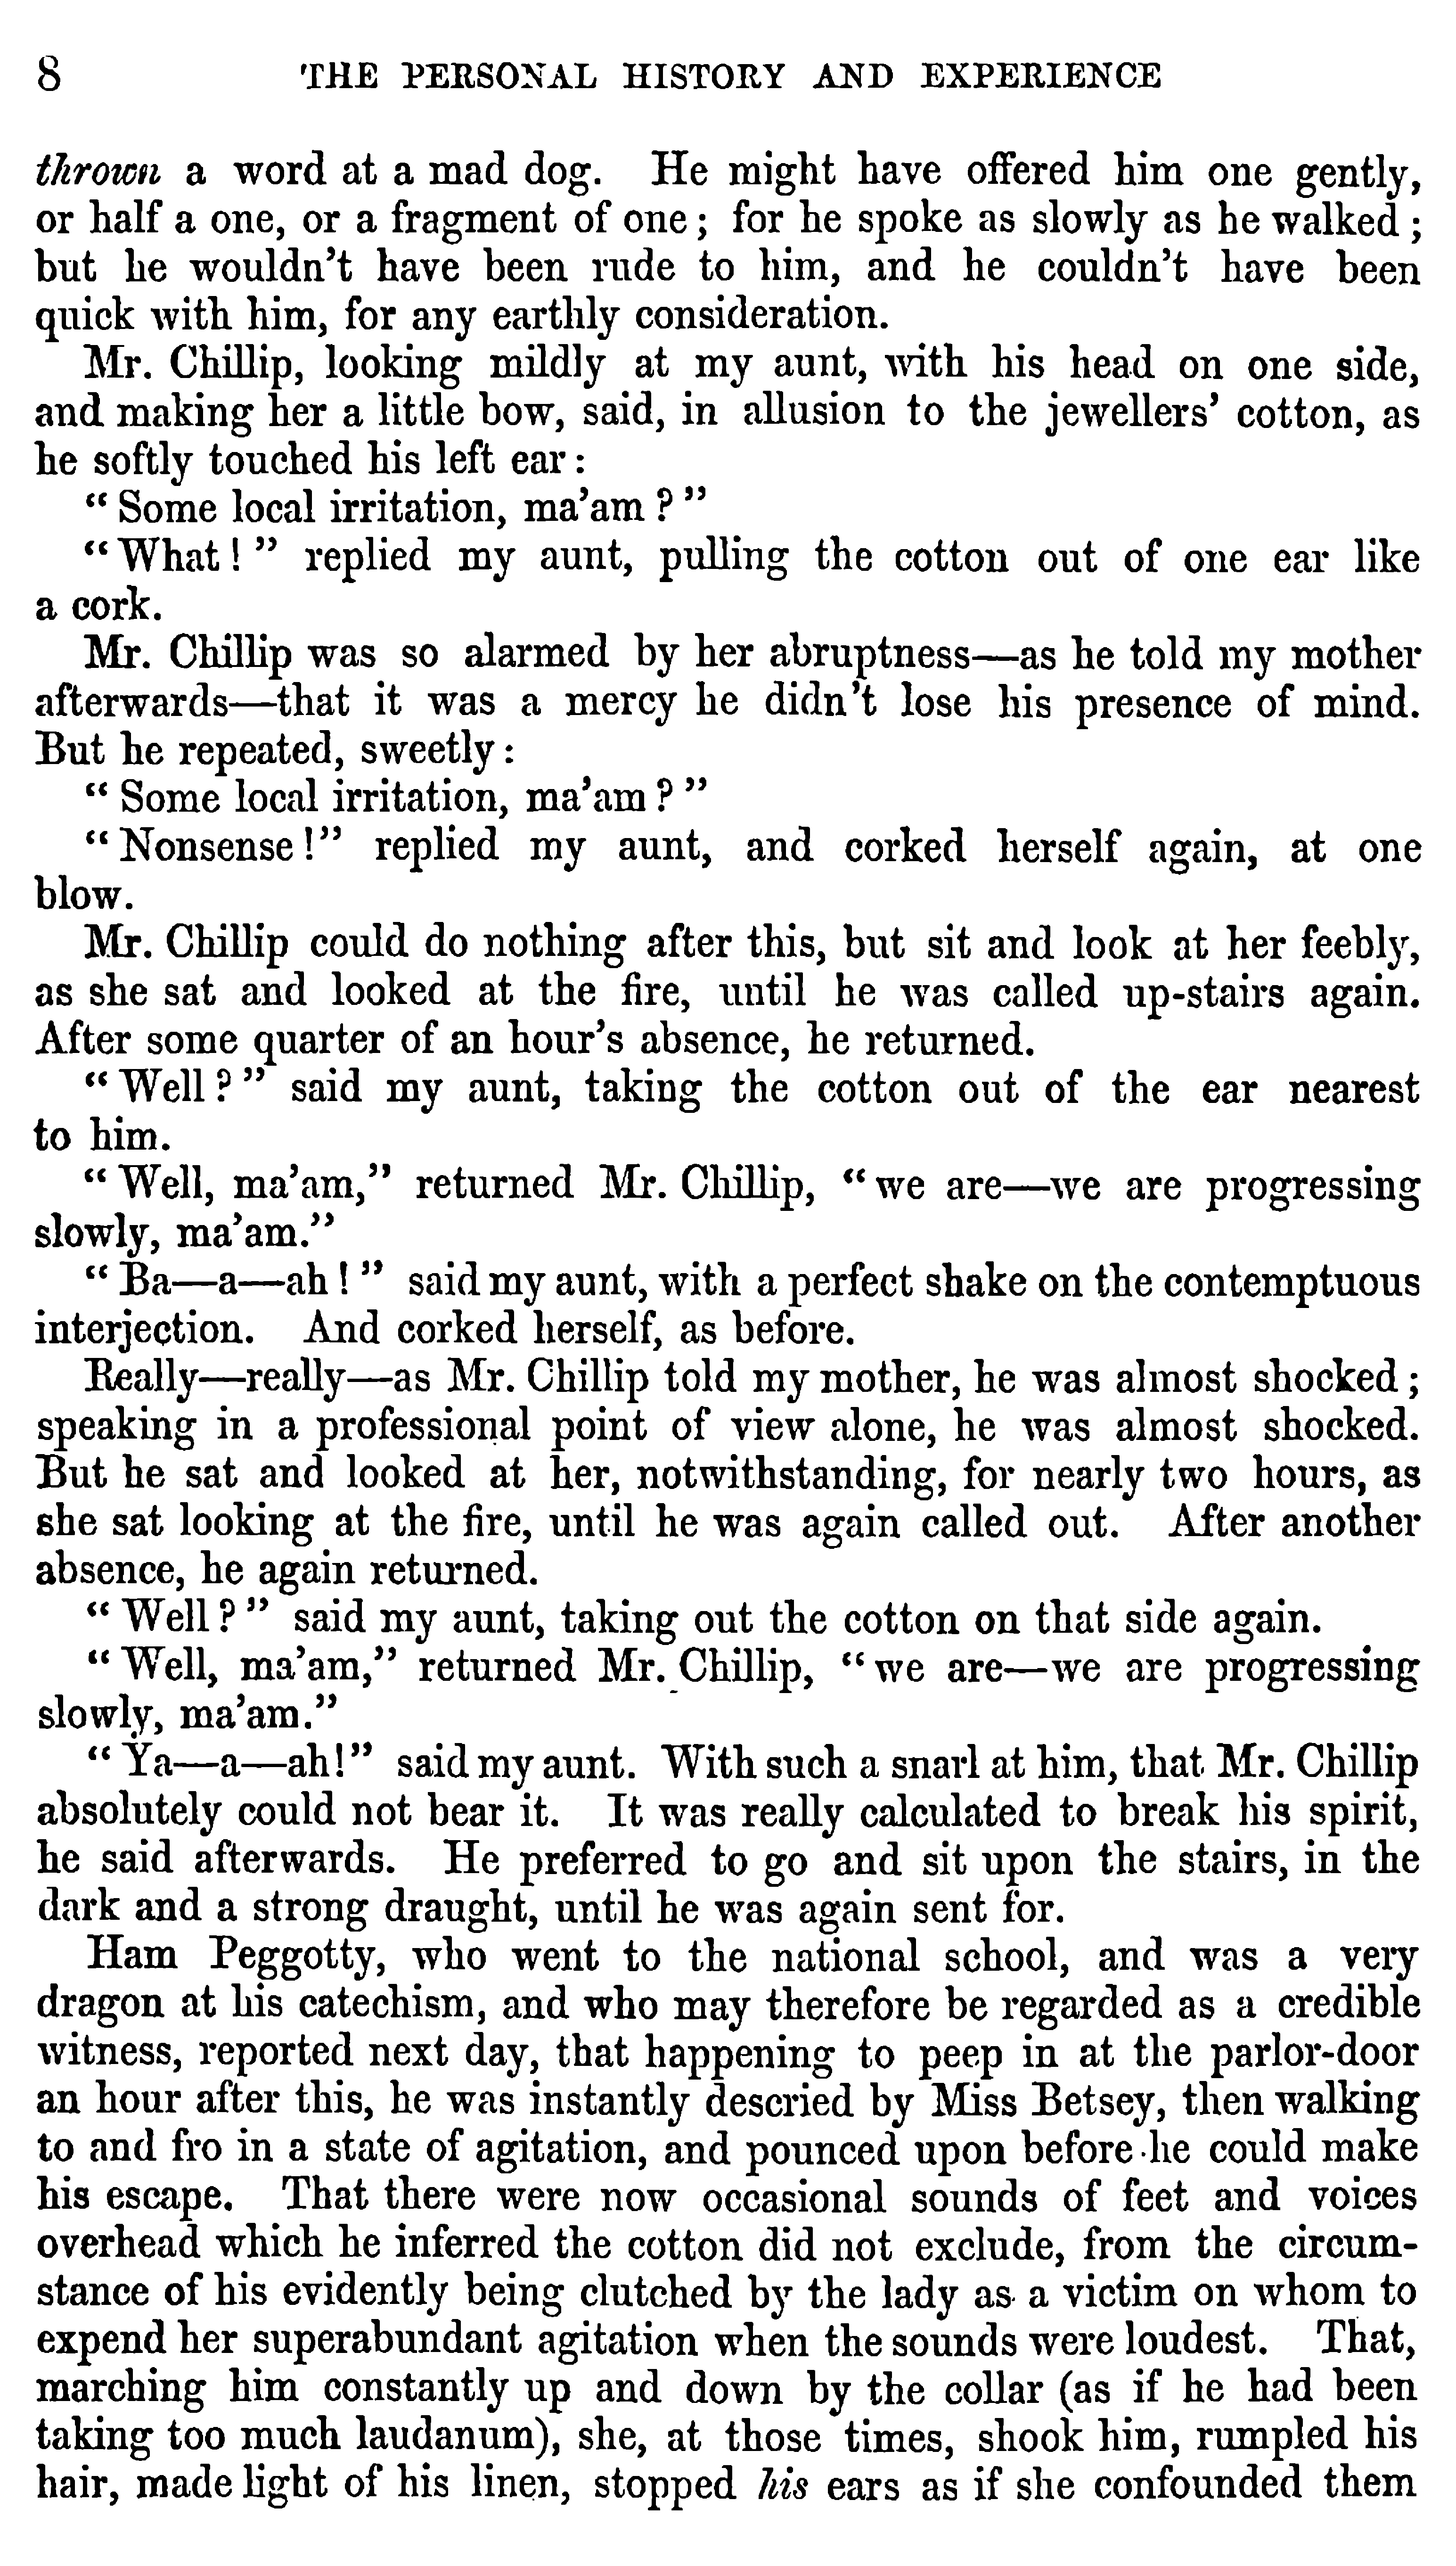 8 THE PERSONAL HISTORY AND EXPERIENCE
thrown a word at a mad dog. He might have offered him one gently,
or half a one, or a fragment of one; for he spoke as slowly as he walked;
but he wouldn't have been rude to him, and he couldn't have been
quick with him, for any earthly consideration.
Mr. Chillip, looking mildly at my aunt, with his head on one side,
and making her a little bow, said, in allusion to the jewellers' cotton, as
he softly touched his left ear:
"Some local irritation, ma'am?"
"What!" replied my aunt, pulling the cotton out of one ear like
a cork.
Mr. Chillip was so alarmed by her abruptness—as he told my mother
afterwards—that it was a mercy he didn't lose his presence of mind.
But he repeated, sweetly:
"Some local irritation, ma'am?"
"Nonsense!" replied my aunt, and corked herself again, at one
blow.
Mr. Chillip could do nothing after this, but sit and look at her feebly,
as she sat and looked at the fire, until he was called up-stairs again.
After some quarter of an hour's absence, he returned.
"Well?" said my aunt, taking the cotton out of the ear nearest
to him.
"Well, ma'am," returned Mr. Chillip, "we are—we are progressing
slowly, ma'am."
"Ba—a—ah!" said my aunt, with a perfect shake on the contemptuous
interjection. And corked herself, as before.
Really—really—as Mr. Chillip told my mother, he was almost shocked;
speaking in a professional point of view alone, he was almost shocked.
But he sat and looked at her, notwithstanding, for nearly two hours, as
she sat looking at the fire, until he was again called out. After another
absence, he again returned.
"Well?" said my aunt, taking out the cotton on that side again.
"Well, ma'am," returned Mr. Chillip, "we are—we are progressing
slowly, ma'am."
"Ya—a—ah!" said my aunt. With such a snarl at him, that Mr. Chillip
absolutely could not bear it. It was really calculated to break his spirit,
he said afterwards. He preferred to go and sit upon the stairs, in the
dark and a strong draught, until he was again sent for.
Ham Peggotty, who went to the national school, and was a very
dragon at his catechism, and who may therefore be regarded as a credible
witness, reported next day, that happening to peep in at the parlor-door
an hour after this, he was instantly descried by Miss Betsey, then walking
to and fro in a state of agitation, and pounced upon before he could make
his escape. That there were now occasional sounds of feet and voices
overhead which he inferred the cotton did not exclude, from the circum-
stance of his evidently being clutched by the lady as a victim on whom to
expend her superabundant agitation when the sounds were loudest. That,
marching him constantly up and down by the collar (as if he had been
taking too much laudanum), she, at those times, shook him, rumpled his
hair, made light of his linen, stopped his ears as if she confounded them